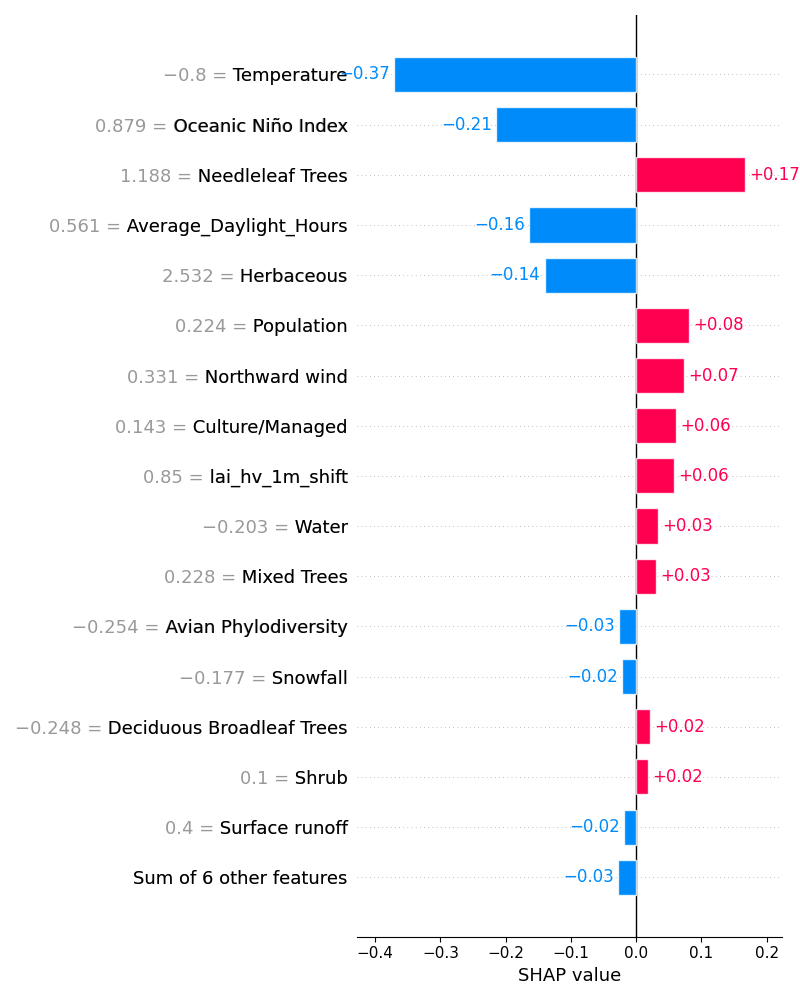 −0.8 = Temperature −0.37
0.879 = Oceanic Niño Index −0.21
1.188 = Needleleaf Trees +0.17
0.561 = Average_Daylight_Hours −0.16
2.532 = Herbaceous −0.14
0.224 = Population +0.08
0.331 = Northward wind +0.07
0.143 = Culture/Managed +0.06
0.85 = lai_hv_1m_shift +0.06
−0.203 = Water +0.03
0.228 = Mixed Trees +0.03
−0.254 = Avian Phylodiversity −0.03
−0.177 = Snowfall −0.02
−0.248 = Deciduous Broadleaf Trees +0.02
0.1 = Shrub +0.02
0.4 = Surface runoff −0.02
Sum of 6 other features −0.03
−0.4 −0.3 −0.2 −0.1 0.0 0.1 0.2
SHAP value